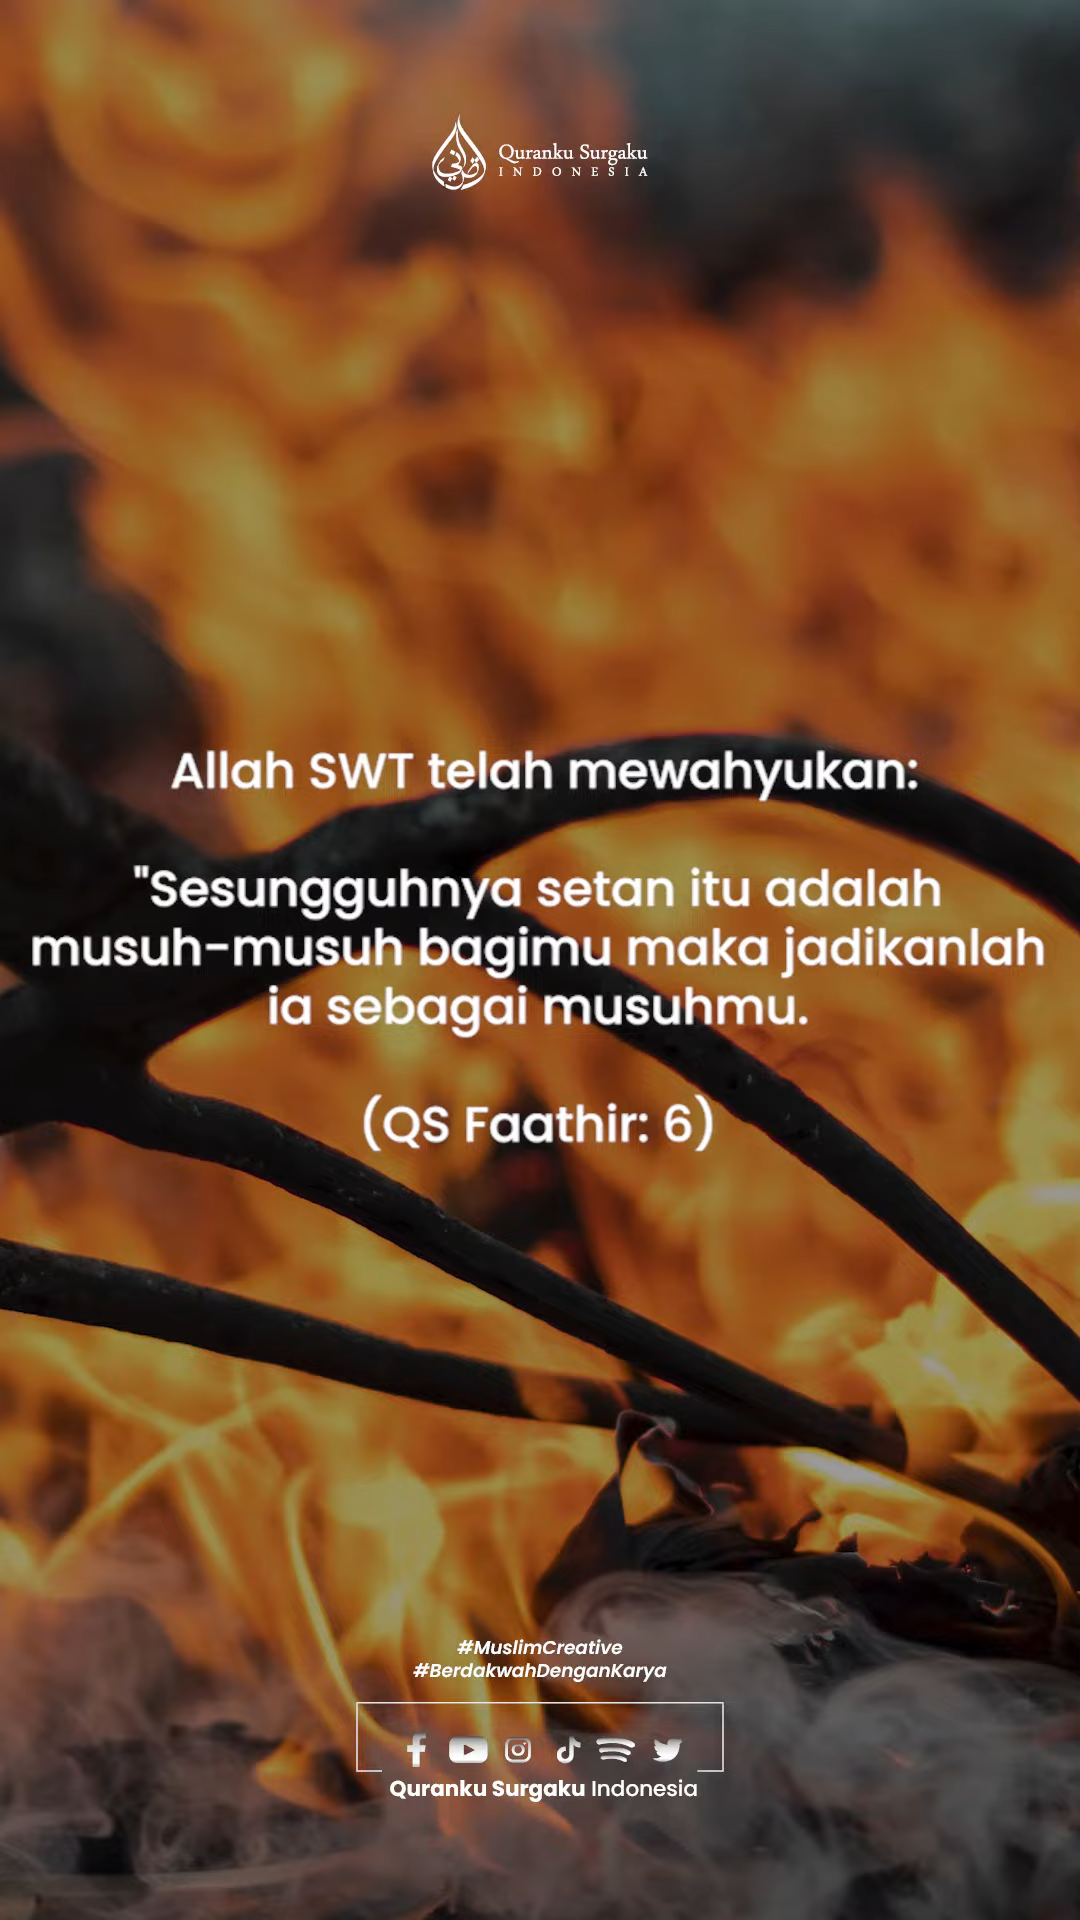 Quranku Surgaku
INDONESIA
Allah SWT telah mewahyukan:
"Sesungguhnya setan itu adalah
musuh-musuh bagimu maka jadikanlah
ia sebagai musuhmu.
(QS Faathir: 6)
#MuslimCreative
#BerdakwahDenganKarya
Quranku Surgaku Indonesia